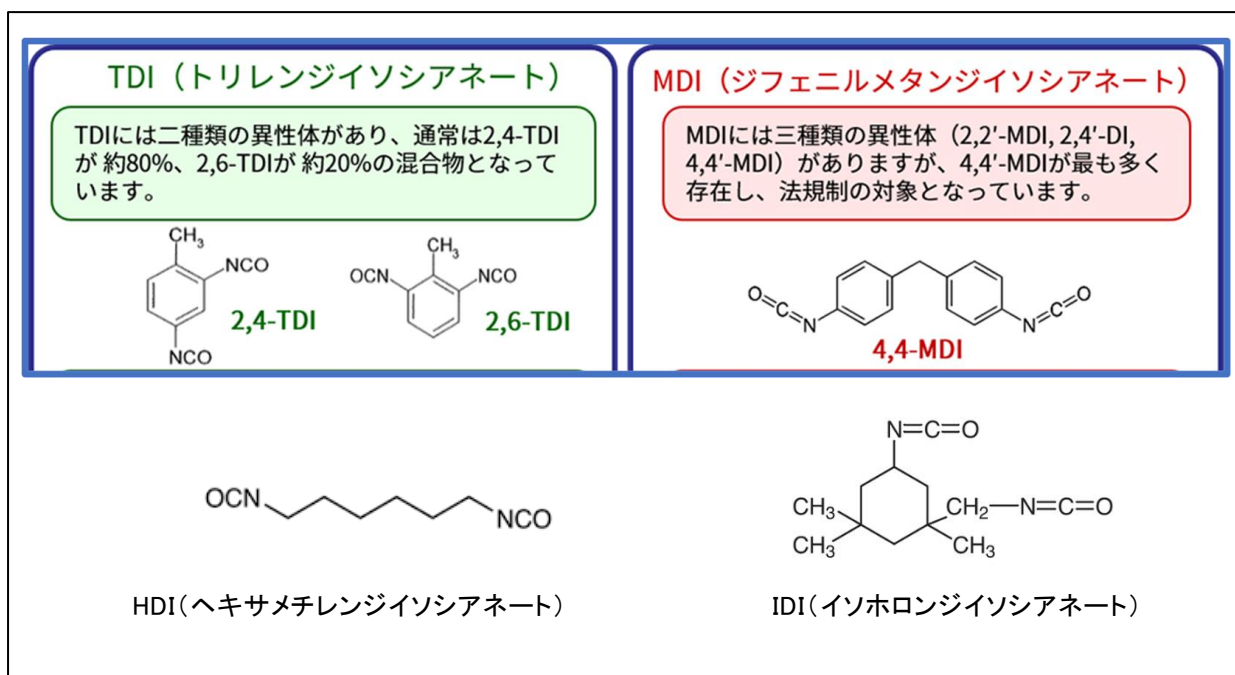 TDI（トリレンジイソシアネート）
TDIには二種類の異性体があり、通常は2,4-TDI
が 約80%、2,6-TDIが 約20%の混合物となって
います。
CH3
NCO
NCO
2,4-TDI
CH3
OCN
NCO
2,6-TDI
MDI（ジフェニルメタンジイソシアネート）
MDIには三種類の異性体（2,2′-MDI, 2,4′-DI,
4,4′-MDI）がありますが、4,4′-MDIが最も多く
存在し、法規制の対象となっています。
O=C=N
N=C=O
4,4-MDI
OCN
NCO
HDI（ヘキサメチレンジイソシアネート）
N=C=O
CH3
CH3
CH2—N=C=O
CH3
IDI（イソホロンジイソシアネート）